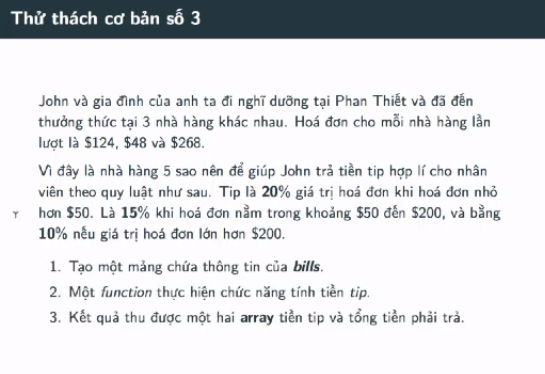 Thử thách cơ bản số 3
John và gia đình của anh ta đi nghĩ dưỡng tại Phan Thiết và đã đến
thưởng thức tại 3 nhà hàng khác nhau. Hoá đơn cho mỗi nhà hàng lần
lượt là $124, $48 và $268.
Vì đây là nhà hàng 5 sao nên để giúp John trả tiền tip hợp lí cho nhân
viên theo quy luật như sau. Tip là 20% giá trị hoá đơn khi hoá đơn nhỏ
hơn $50. Là 15% khi hoá đơn nằm trong khoảng $50 đến $200, và bằng
10% nếu giá trị hoá đơn lớn hơn $200.
1. Tạo một mảng chứa thông tin của bills.
2. Một function thực hiện chức năng tính tiền tip.
3. Kết quả thu được một hai array tiền tip và tổng tiền phải trả.